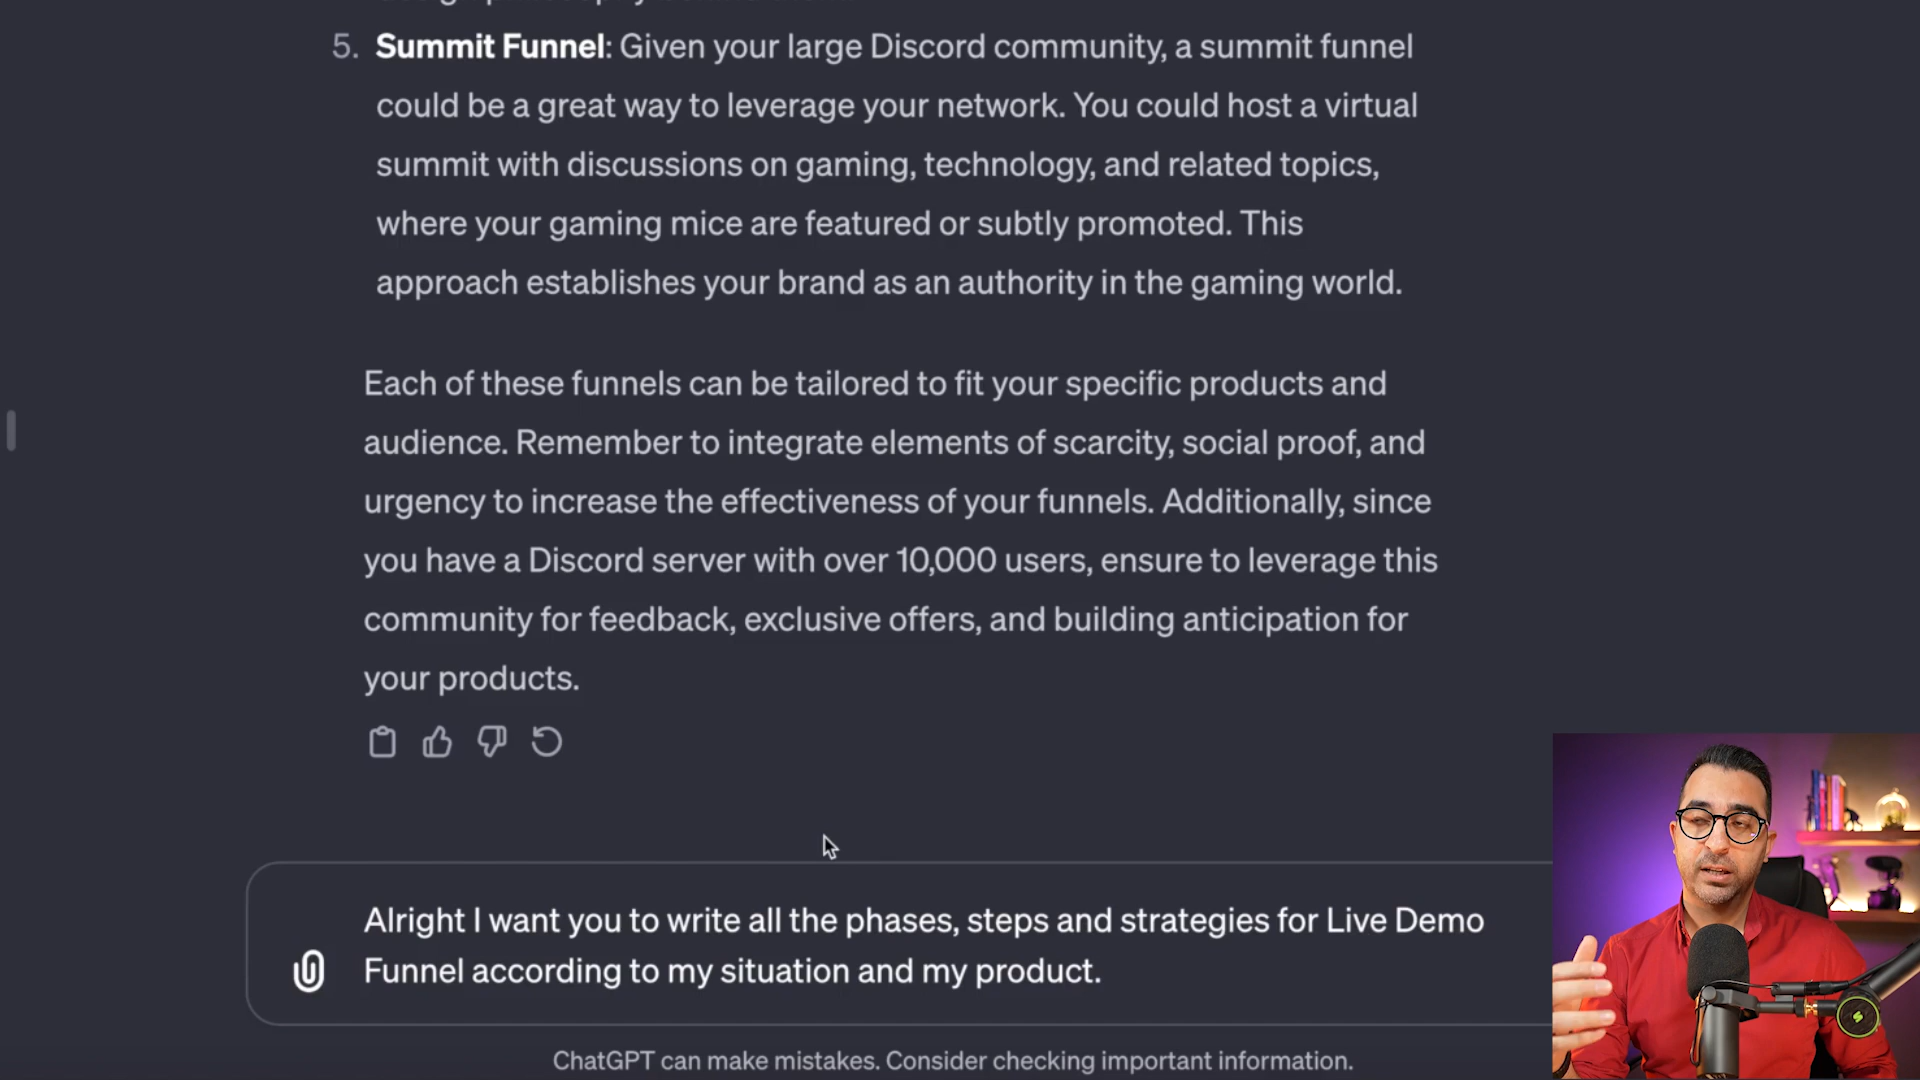 5. Summit Funnel: Given your large Discord community, a summit funnel
could be a great way to leverage your network. You could host a virtual
summit with discussions on gaming, technology, and related topics,
where your gaming mice are featured or subtly promoted. This
approach establishes your brand as an authority in the gaming world.
Each of these funnels can be tailored to fit your specific products and
audience. Remember to integrate elements of scarcity, social proof, and
urgency to increase the effectiveness of your funnels. Additionally, since
you have a Discord server with over 10,000 users, ensure to leverage this
community for feedback, exclusive offers, and building anticipation for
your products.
Alright I want you to write all the phases, steps and strategies for Live Demo
Funnel according to my situation and my product.
ChatGPT can make mistakes. Consider checking important information.